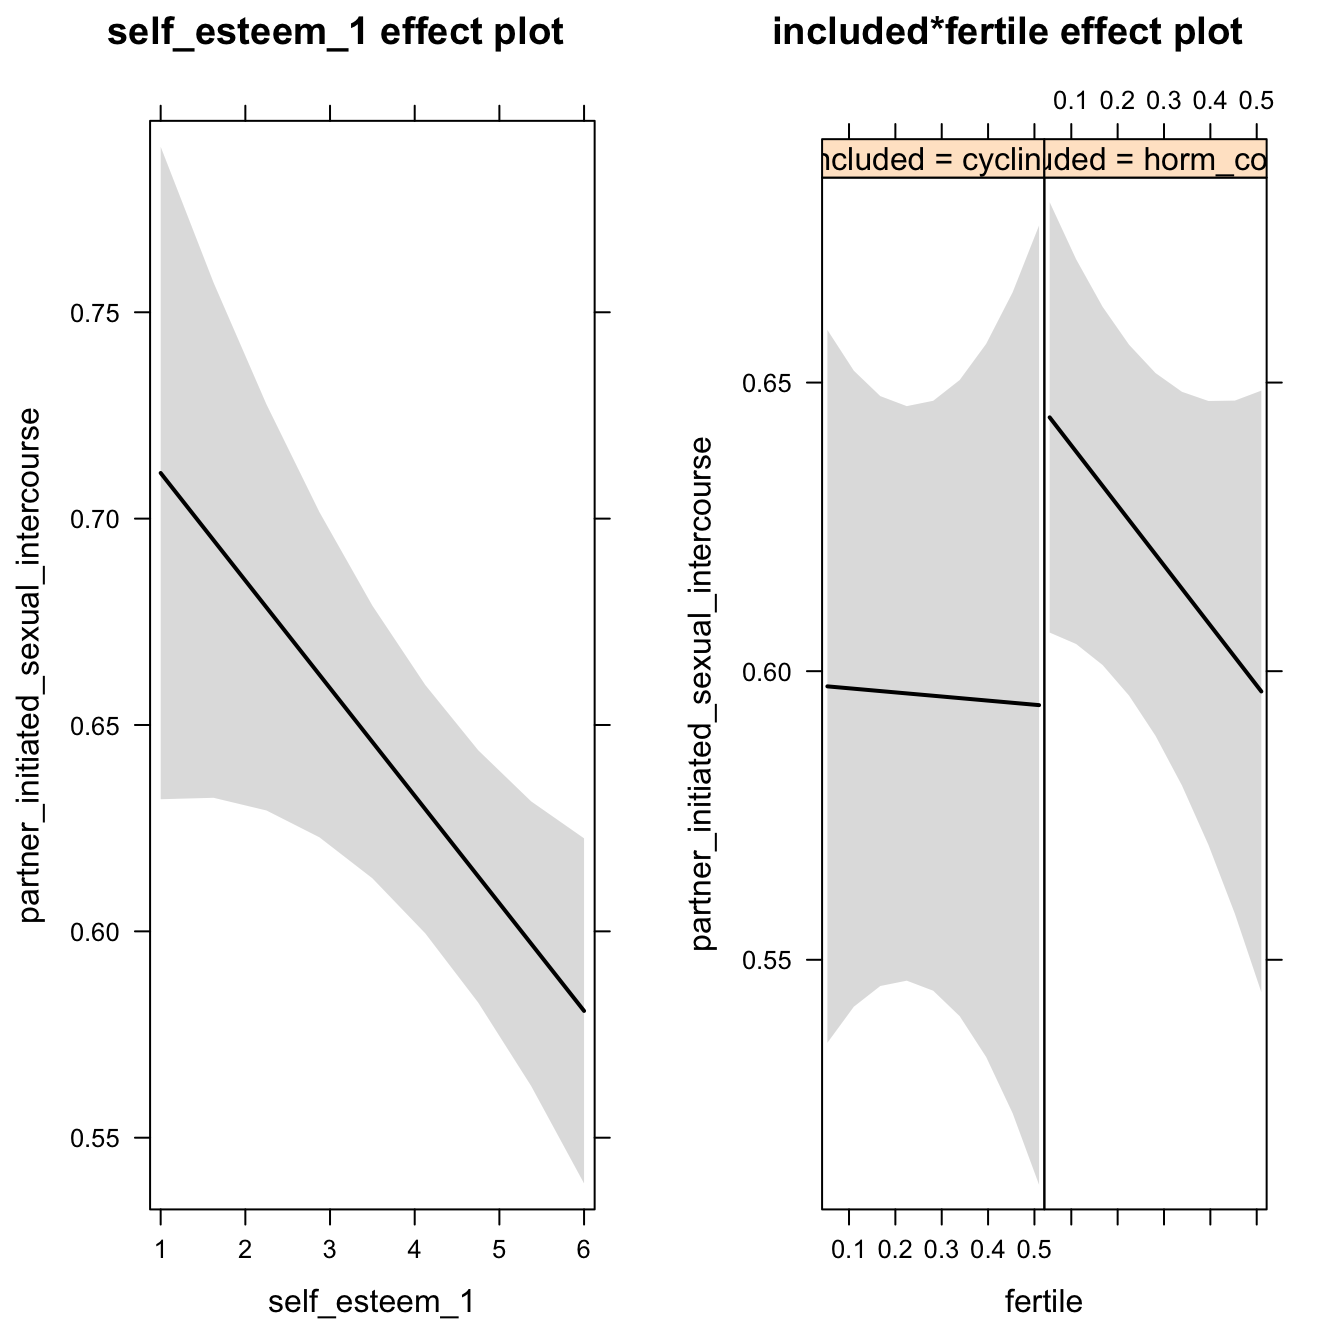 self_esteem_1 effect plot
0.75
0.70
0.65
0.60
0.55
partner_initiated_sexual_intercourse
1 2 3 4 5 6
self_esteem_1
included*fertile effect plot
0.1 0.2 0.3 0.4 0.5
ncluded = cyclin
uded = horm_co
0.65
0.60
0.55
partner_initiated_sexual_intercourse
0.1 0.2 0.3 0.4 0.5
fertile